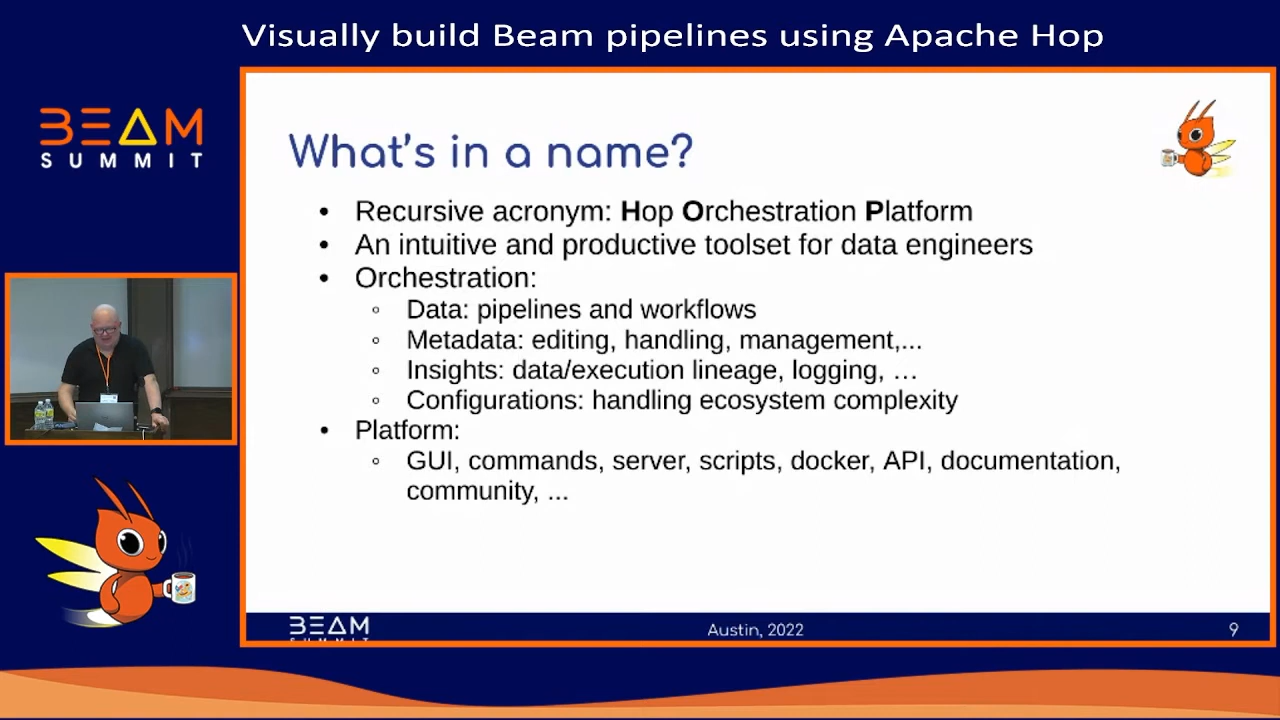 Visually build Beam pipelines using Apache Hop
BEAM
SUMMIT
What's in a name?
• Recursive acronym: Hop Orchestration Platform
• An intuitive and productive toolset for data engineers
• Orchestration:
◦ Data: pipelines and workflows
◦ Metadata: editing, handling, management,...
◦ Insights: data/execution lineage, logging, …
◦ Configurations: handling ecosystem complexity
• Platform:
◦ GUI, commands, server, scripts, docker, API, documentation,
community, ...
BEAM
SUMMIT
Austin, 2022
9